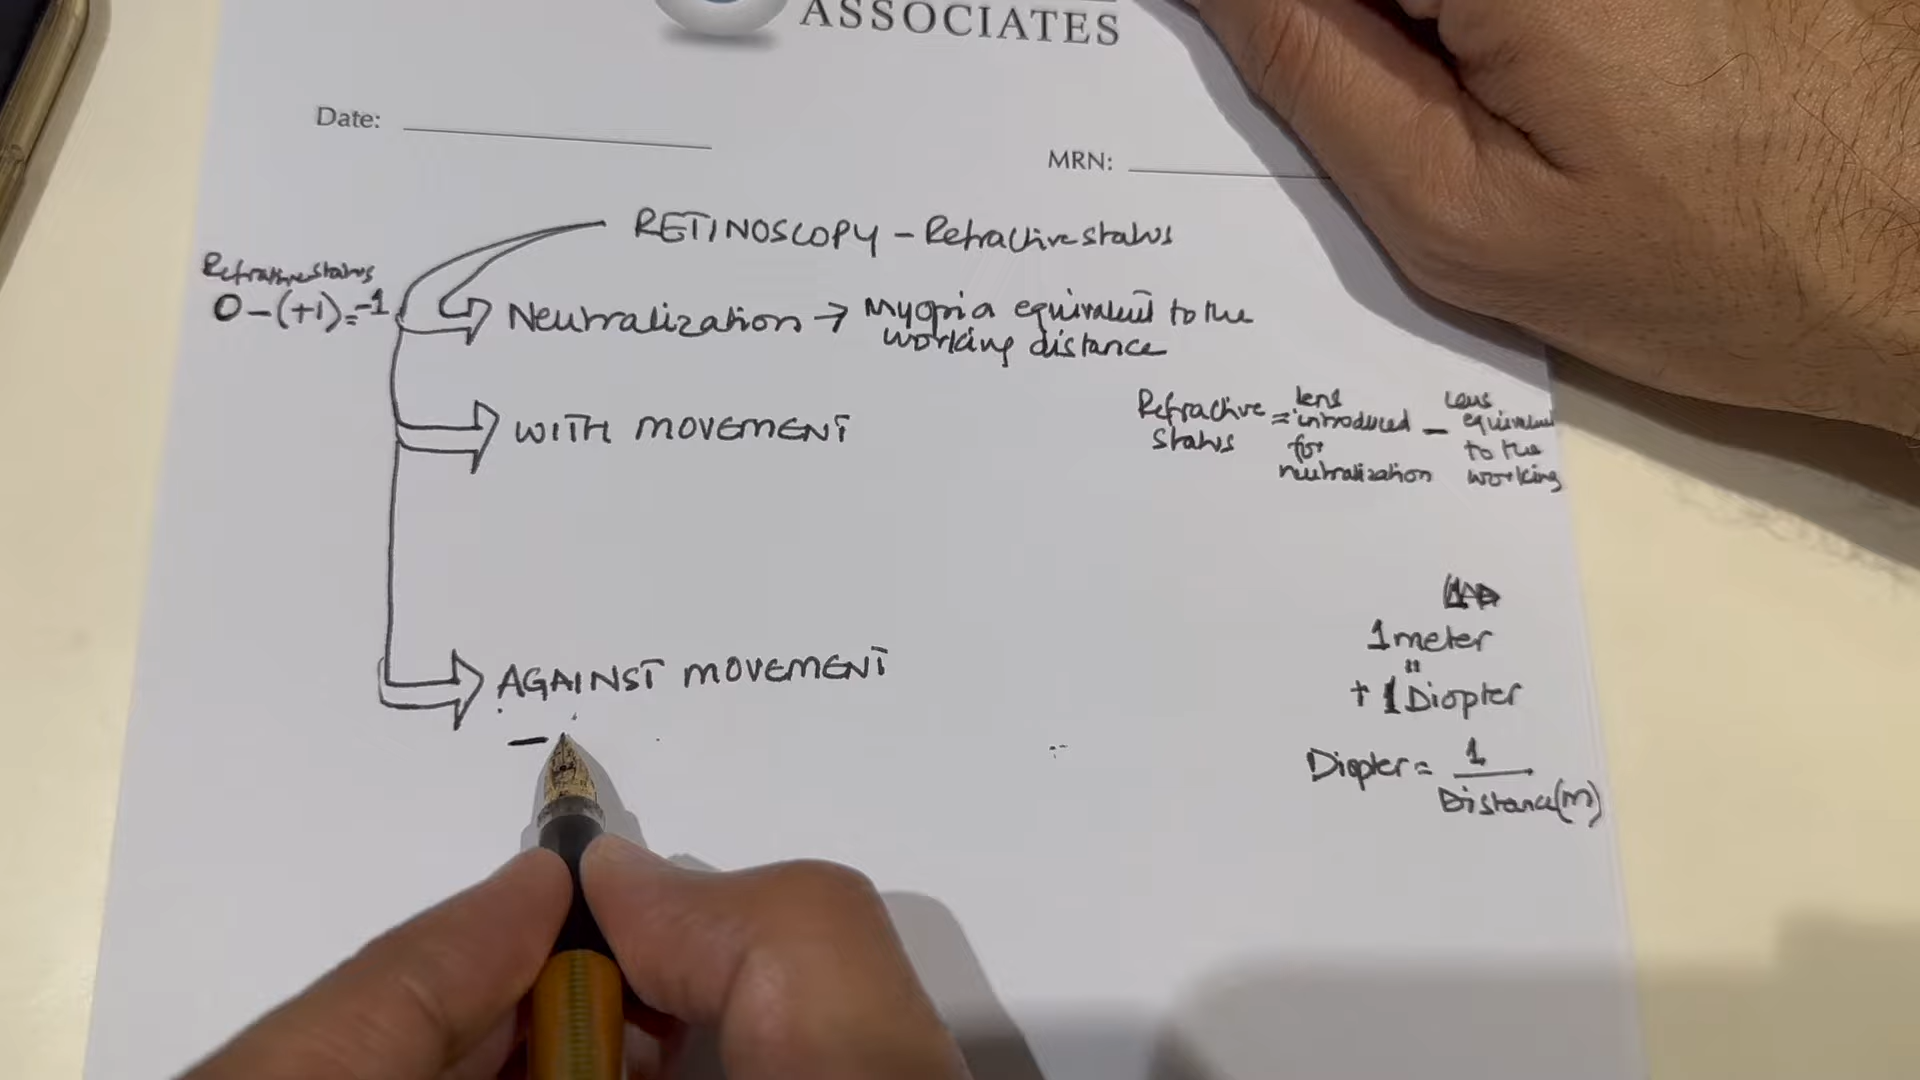 ASSOCIATES
Date:
MRN:
RETINOSCOPY - Refractive status
Refractive status
0 - (+1) = -1
Neutralization → Myopia equivalent to the
working distance
WITH MOVEMENT
Refractive status = lens introduced for neutralization - Lens equivalent to the working
AGAINST MOVEMENT
-
1 meter
"
+ 1 Diopter
Diopter = 1
Distance(m)